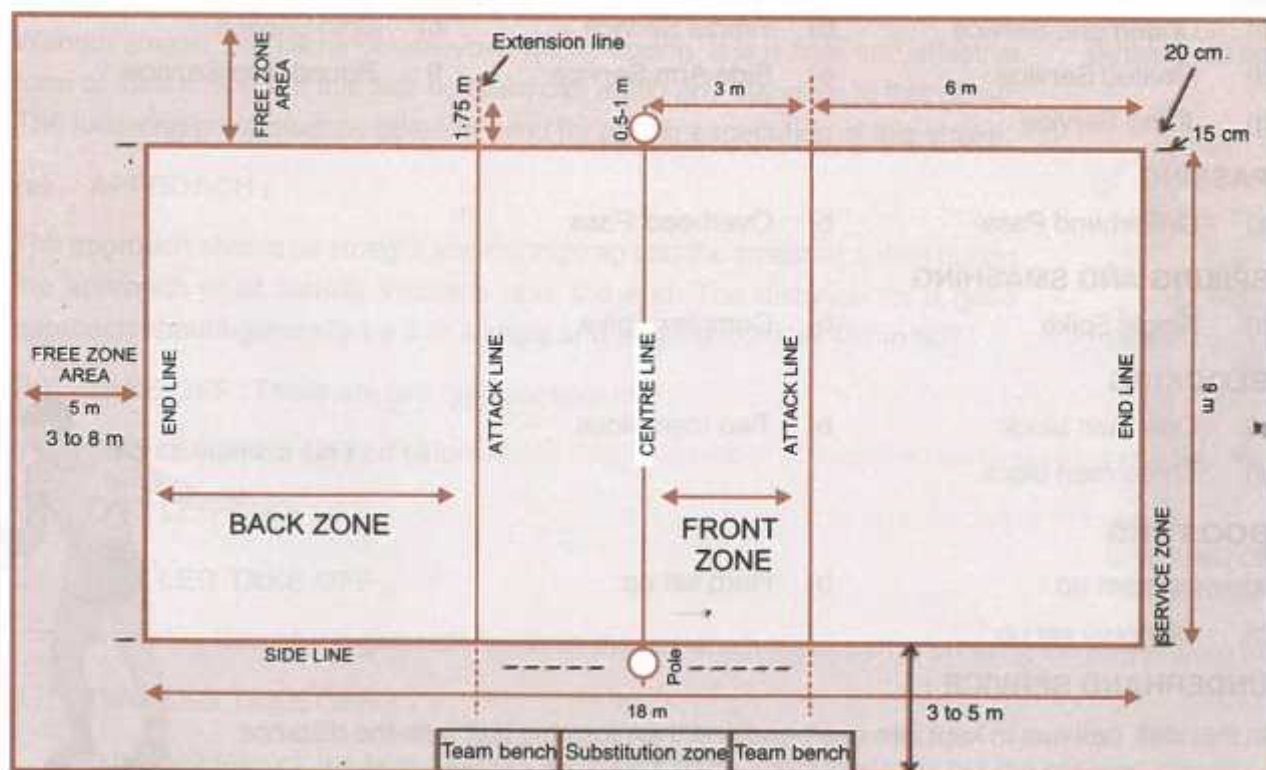 FREE ZONE
AREA
Extension line
1·75 m
0.5-1 m
3 m
6 m
20 cm
15 cm
FREE ZONE
AREA
5 m
3 to 8 m
END LINE
ATTACK LINE
CENTRE LINE
ATTACK LINE
END LINE
9 m
BACK ZONE
FRONT
ZONE
SERVICE ZONE
SIDE LINE
Pole
18 m
3 to 5 m
Team bench
Substitution zone
Team bench